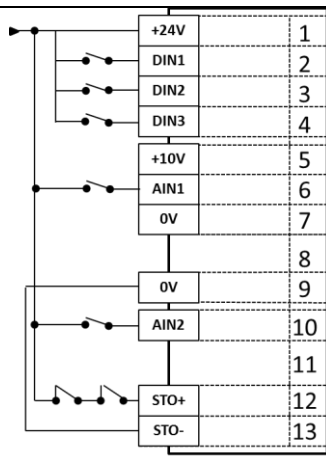 +24V 1
DIN1 2
DIN2 3
DIN3 4
+10V 5
AIN1 6
0V 7
8
0V 9
AIN2 10
11
STO+ 12
STO- 13